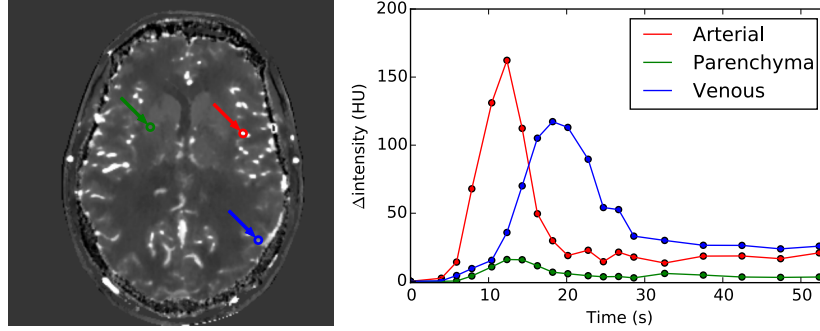 200
150
100
50
0
Δintensity (HU)
Arterial
Parenchyma
Venous
0 10 20 30 40 50
Time (s)